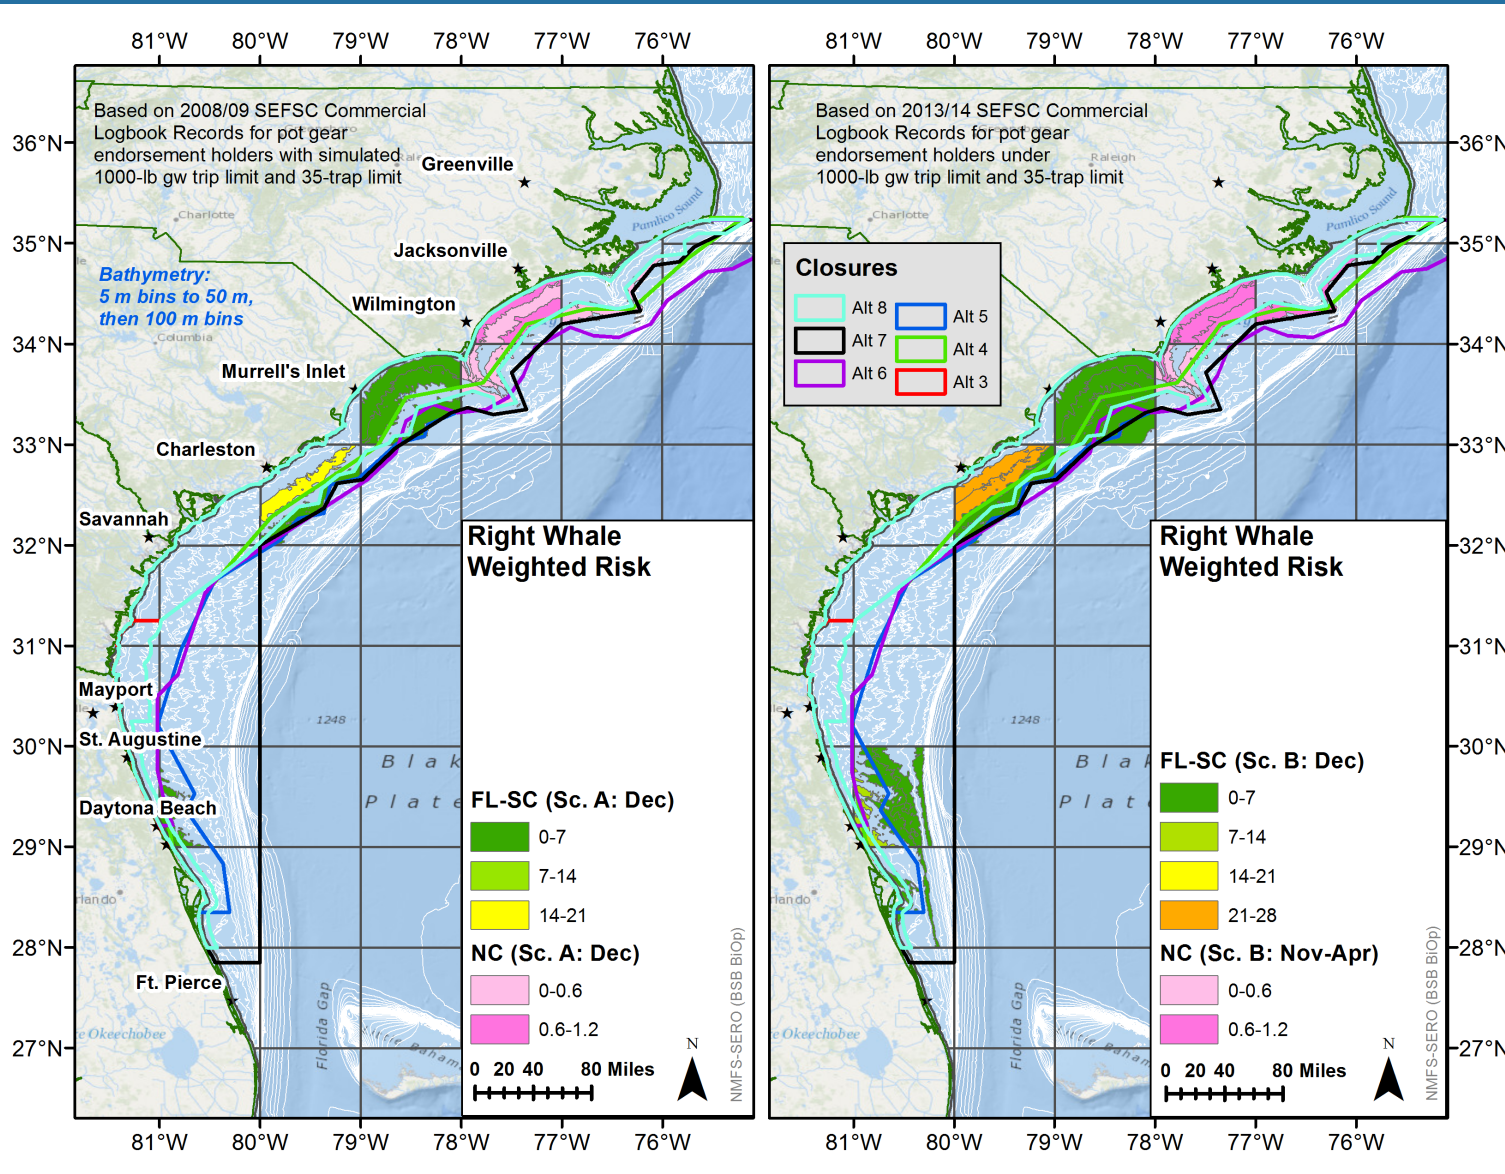 81°W 80°W 79°W 78°W 77°W 76°W
81°W 80°W 79°W 78°W 77°W 76°W
36°N
35°N
34°N
33°N
32°N
31°N
30°N
29°N
28°N
27°N
Based on 2008/09 SEFSC Commercial
Logbook Records for pot gear
endorsement holders with simulated
1000-lb gw trip limit and 35-trap limit
Greenville
Charlotte
Pamlico Sound
Jacksonville
Bathymetry:
5 m bins to 50 m,
then 100 m bins
Columbia
Wilmington
Murrell's Inlet
Charleston
Savannah
Mayport
St. Augustine
Daytona Beach
Ft. Pierce
1248
Blak
Plate
lando
e Okeechobee
Florida Gap
Little Baham
Right Whale
Weighted Risk
FL-SC (Sc. A: Dec)
0-7
7-14
14-21
NC (Sc. A: Dec)
0-0.6
0.6-1.2
0 20 40 80 Miles
N
NMFS-SERO (BSB BiOp)
Based on 2013/14 SEFSC Commercial
Logbook Records for pot gear
endorsement holders under
1000-lb gw trip limit and 35-trap limit
Raleigh
Charlotte
Pamlico Sound
Closures
Alt 8
Alt 7
Alt 6
Alt 5
Alt 4
Alt 3
1248
Blak
Plate
rlando
e Okeechobee
Florida Gap
Little Baham
Right Whale
Weighted Risk
FL-SC (Sc. B: Dec)
0-7
7-14
14-21
21-28
NC (Sc. B: Nov-Apr)
0-0.6
0.6-1.2
0 20 40 80 Miles
N
NMFS-SERO (BSB BiOp)
36°N
35°N
34°N
33°N
32°N
31°N
30°N
29°N
28°N
27°N
81°W 80°W 79°W 78°W 77°W 76°W
81°W 80°W 79°W 78°W 77°W 76°W